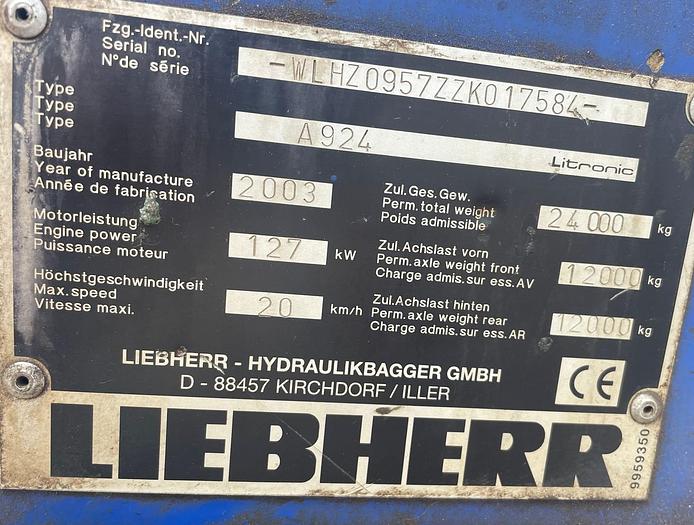 Fzg.-Ident.-Nr.
Serial no.
N°de série
-WLHZ0957ZZK017584-
Type
Type
Type
A924
Litronic
Baujahr
Year of manufacture
Année de fabrication
2003
Motorleistung
Engine power
Puissance moteur
127 kW
Höchstgeschwindigkeit
Max.speed
Vitesse maxi.
20 km/h
Zul.Ges.Gew.
Perm.total weight
Poids admissible
24000 kg
Zul.Achslast vorn
Perm.axle weight front
Charge admis.sur ess.AV
12000 kg
Zul.Achslast hinten
Perm.axle weight rear
Charge admis.sur ess.AR
12000 kg
LIEBHERR - HYDRAULIKBAGGER GMBH
D - 88457 KIRCHDORF / ILLER
CE
LIEBHERR
9959350